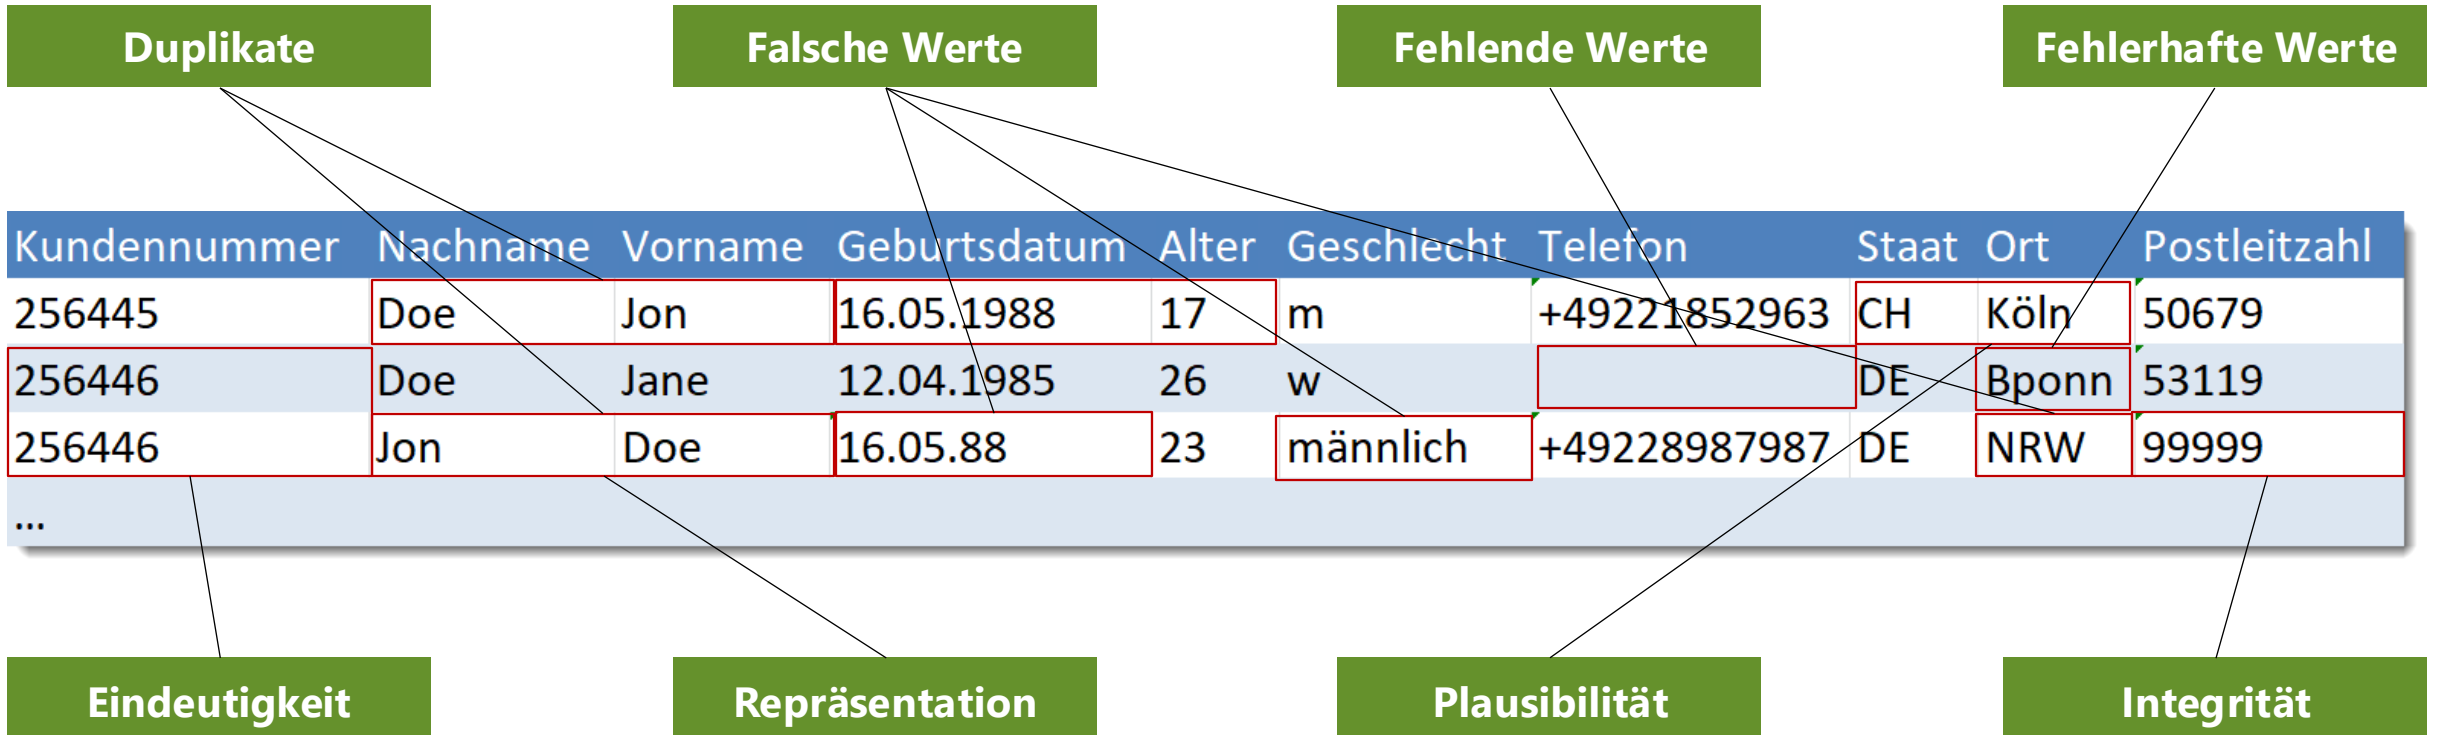 Duplikate Falsche Werte Fehlende Werte Fehlerhafte Werte
Kundennummer Nachname Vorname Geburtsdatum Alter Geschlecht Telefon Staat Ort Postleitzahl
256445 Doe Jon 16.05.1988 17 m +49221852963 CH Köln 50679
256446 Doe Jane 12.04.1985 26 w DE Bponn 53119
256446 Jon Doe 16.05.88 23 männlich +49228987987 DE NRW 99999
...
Eindeutigkeit Repräsentation Plausibilität Integrität